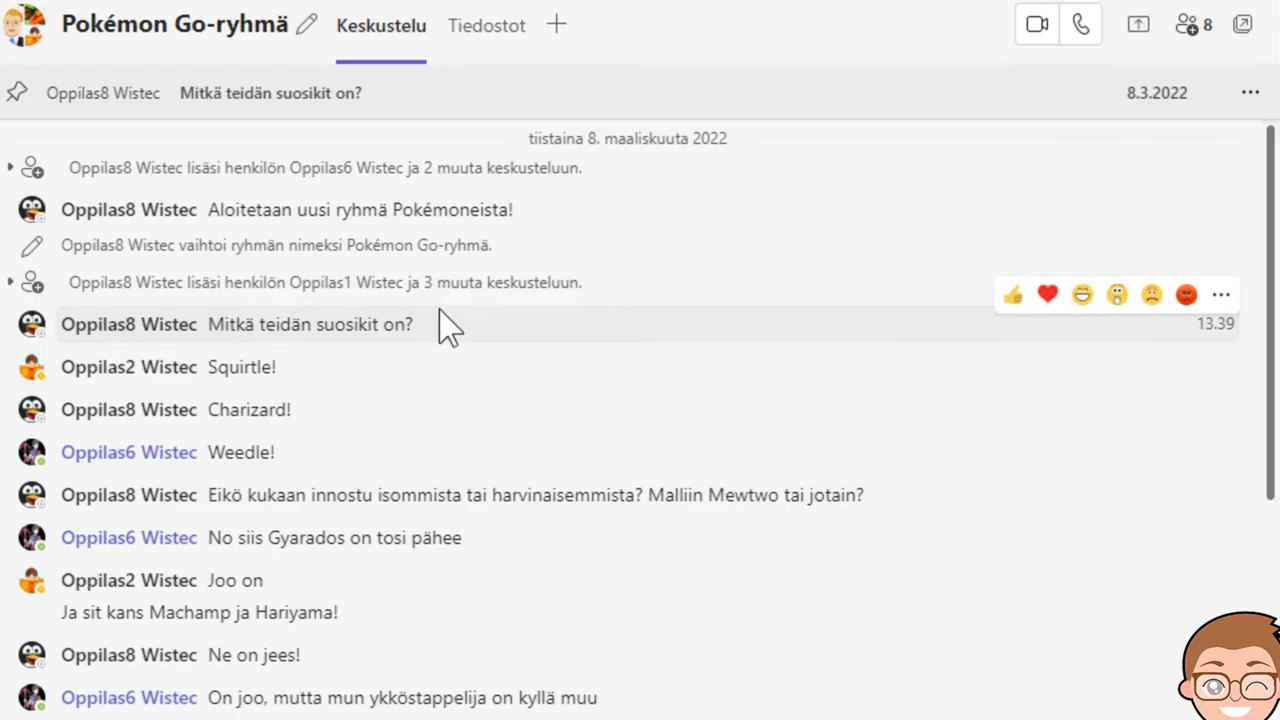 Pokémon Go-ryhmä Keskustelu Tiedostot 8
Oppilas8 Wistec Mitkä teidän suosikit on? 8.3.2022
tiistaina 8. maaliskuuta 2022
Oppilas8 Wistec lisäsi henkilön Oppilas6 Wistec ja 2 muuta keskusteluun.
Oppilas8 Wistec Aloitetaan uusi ryhmä Pokémoneista!
Oppilas8 Wistec vaihtoi ryhmän nimeksi Pokémon Go-ryhmä.
Oppilas8 Wistec lisäsi henkilön Oppilas1 Wistec ja 3 muuta keskusteluun.
Oppilas8 Wistec Mitkä teidän suosikit on? 13.39
Oppilas2 Wistec Squirtle!
Oppilas8 Wistec Charizard!
Oppilas6 Wistec Weedle!
Oppilas8 Wistec Eikö kukaan innostu isommista tai harvinaisemmista? Malliin Mewtwo tai jotain?
Oppilas6 Wistec No siis Gyarados on tosi pähee
Oppilas2 Wistec Joo on
Ja sit kans Machamp ja Hariyama!
Oppilas8 Wistec Ne on jees!
Oppilas6 Wistec On joo, mutta mun ykköstappelija on kyllä muu